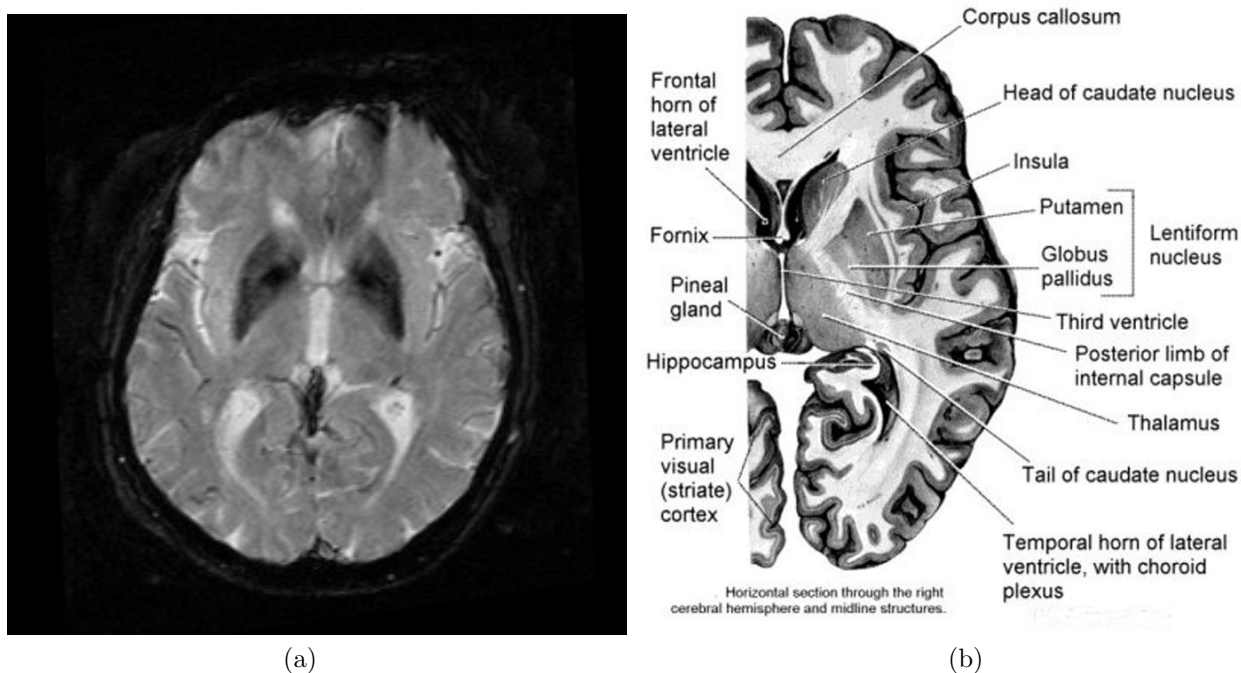 Corpus callosum
Frontal
horn of
lateral
ventricle
Head of caudate nucleus
Insula
Putamen
Lentiform
nucleus
Fornix
Globus
pallidus
Pineal
gland
Third ventricle
Hippocampus
Posterior limb of
internal capsule
Thalamus
Primary
visual
(striate)
cortex
Tail of caudate nucleus
Temporal horn of lateral
ventricle, with choroid
plexus
Horizontal section through the right
cerebral hemisphere and midline structures.
(a)
(b)